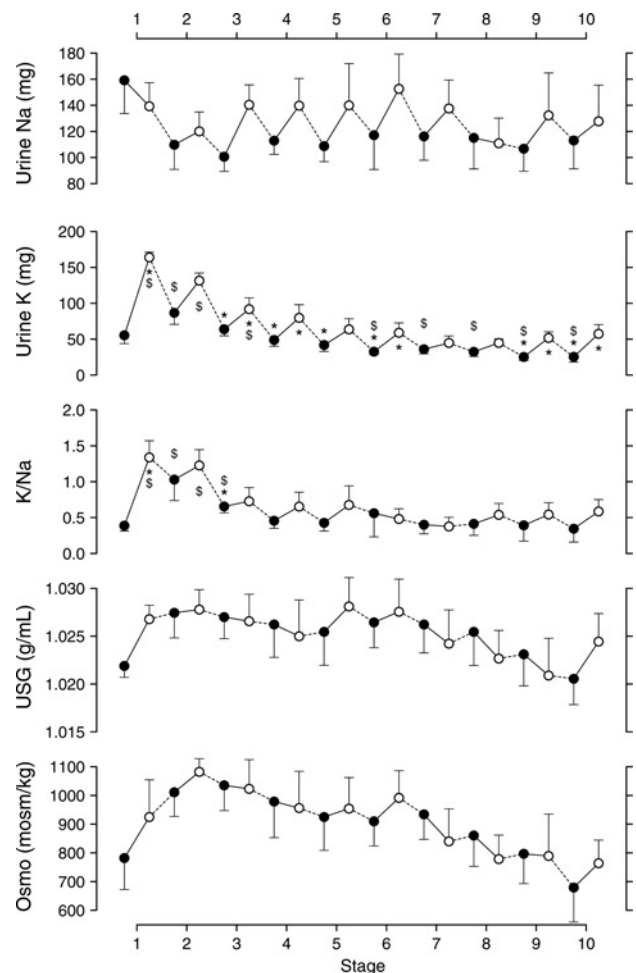 1 2 3 4 5 6 7 8 9 10
Urine Na (mg)
180
160
140
120
100
80
Urine K (mg)
200
150
100
50
0
* $ $ $ * * $ * * * * $ * * $ $ $ * * $ * *
K/Na
2.0
1.5
1.0
0.5
0.0
* $ $ $ $ *
USG (g/mL)
1.030
1.025
1.020
1.015
Osmo (mosm/kg)
1100
1000
900
800
700
600
1 2 3 4 5 6 7 8 9 10
Stage